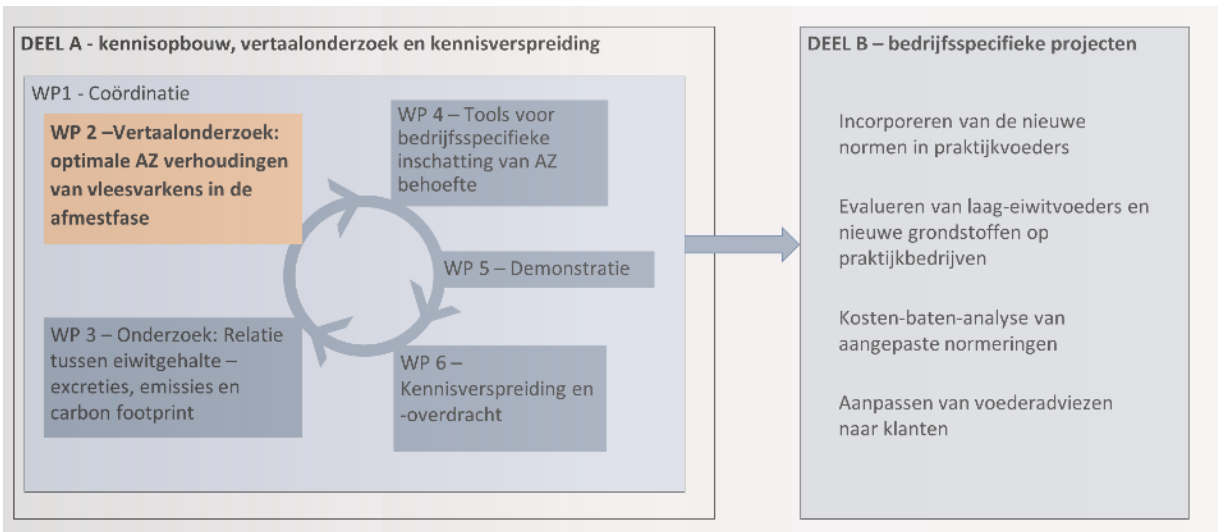 DEEL A - kennisopbouw, vertaalonderzoek en kennisverspreiding
WP1 - Coördinatie
WP 2 –Vertaalonderzoek:
optimale AZ verhoudingen
van vleesvarkens in de
afmestfase
WP 4 – Tools voor
bedrijfsspecifieke
inschatting van AZ
behoefte
WP 5 – Demonstratie
WP 3 – Onderzoek: Relatie
tussen eiwitgehalte –
excreties, emissies en
carbon footprint
WP 6 –
Kennisverspreiding en
-overdracht
DEEL B – bedrijfsspecifieke projecten
Incorporeren van de nieuwe
normen in praktijkvoeders
Evalueren van laag-eiwitvoeders en
nieuwe grondstoffen op
praktijkbedrijven
Kosten-baten-analyse van
aangepaste normeringen
Aanpassen van voederadviezen
naar klanten